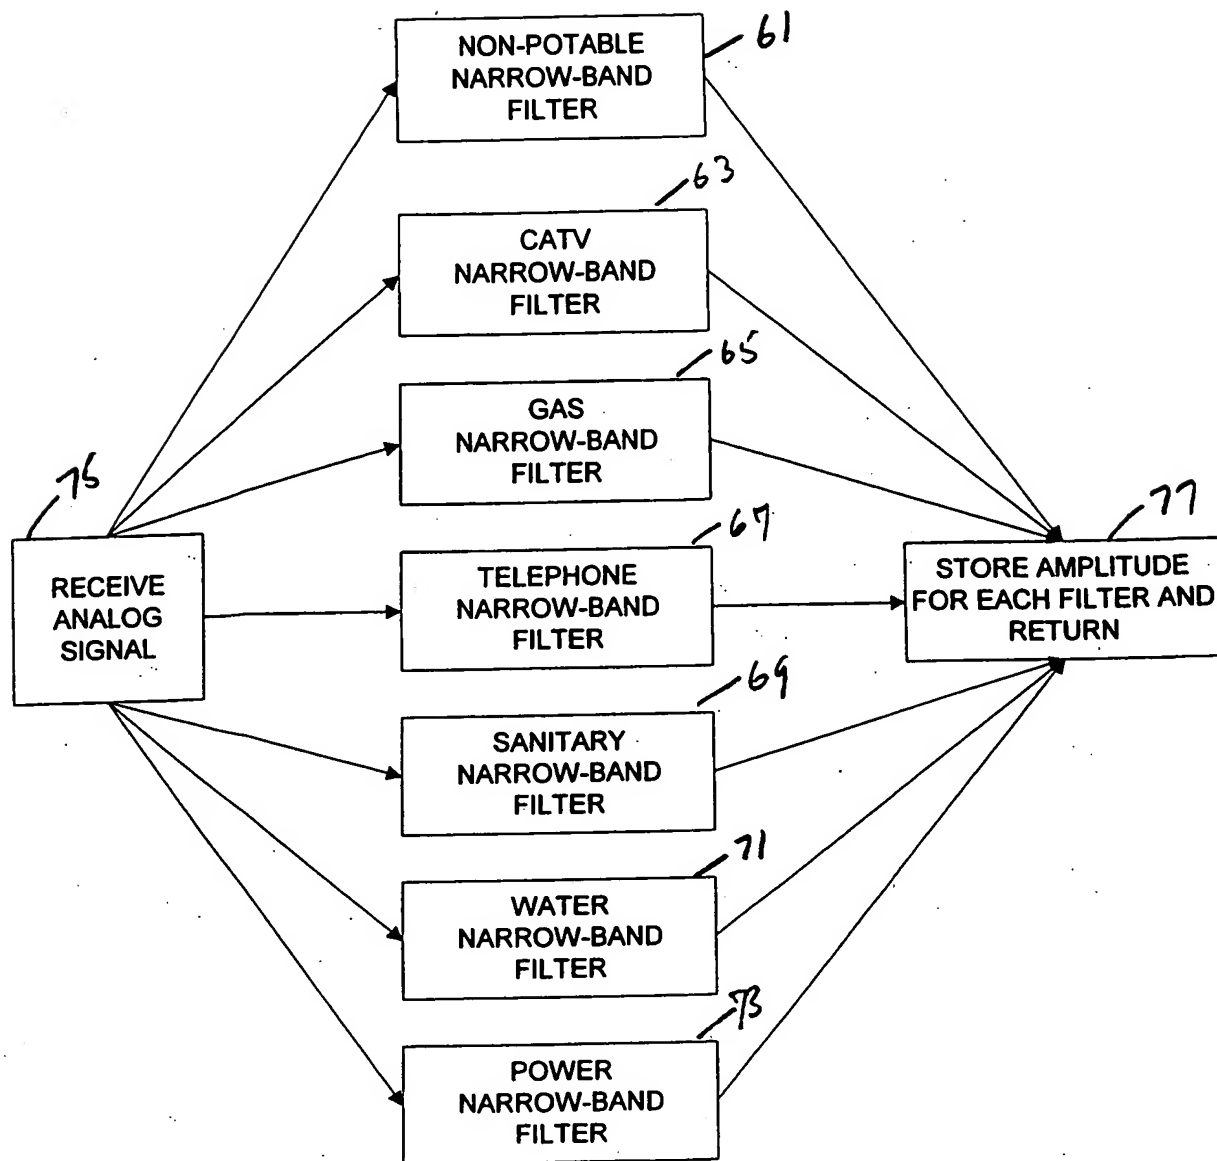 NON-POTABLE
NARROW-BAND
FILTER
61
CATV
NARROW-BAND
FILTER
63
GAS
NARROW-BAND
FILTER
65
75
RECEIVE
ANALOG
SIGNAL
TELEPHONE
NARROW-BAND
FILTER
67
77
STORE AMPLITUDE
FOR EACH FILTER AND
RETURN
SANITARY
NARROW-BAND
FILTER
69
WATER
NARROW-BAND
FILTER
71
POWER
NARROW-BAND
FILTER
73